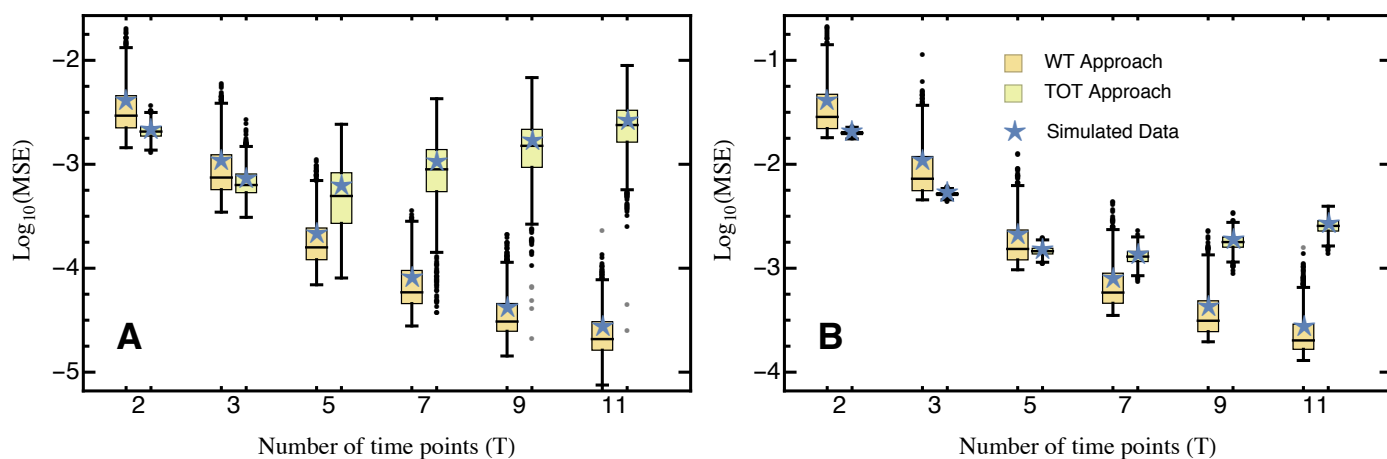 Log₁₀(MSE)
−2
−3
−4
−5
A
2 3 5 7 9 11
Number of time points (T)
Log₁₀(MSE)
−1
−2
−3
−4
WT Approach
TOT Approach
Simulated Data
B
2 3 5 7 9 11
Number of time points (T)